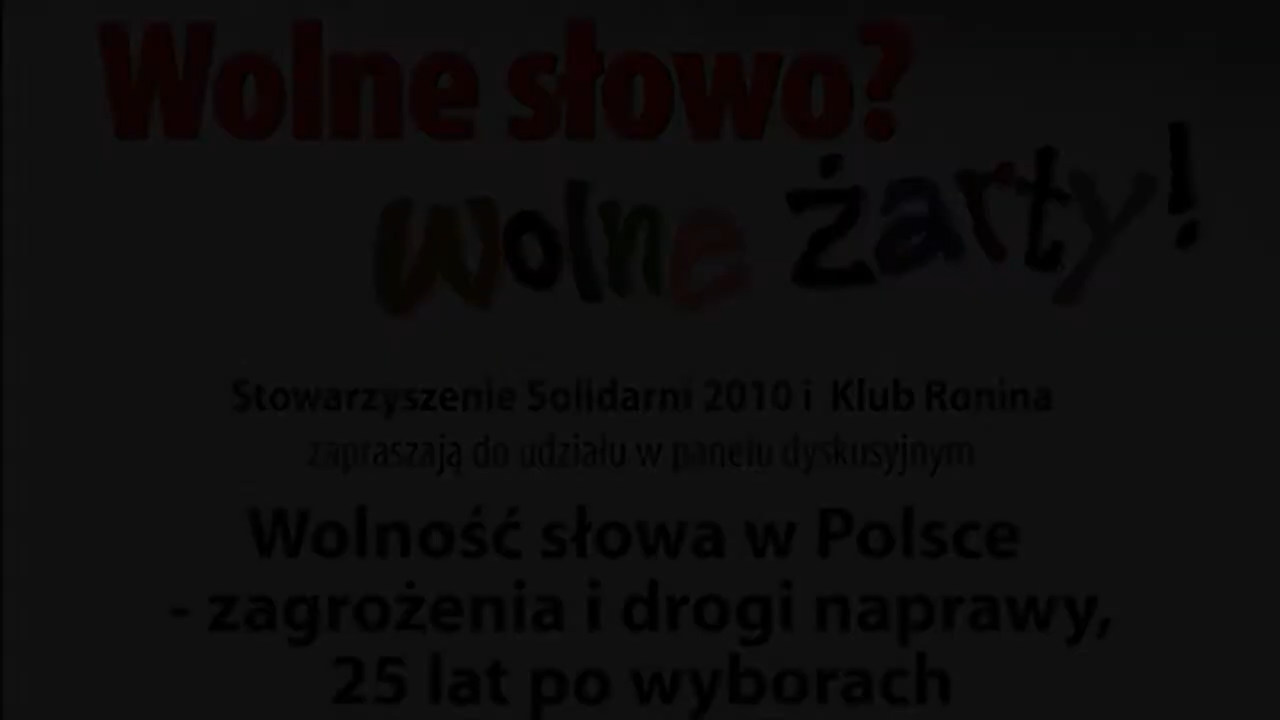 Wolne słowo?
wolne żarty!
Stowarzyszenie Solidarni 2010 i Klub Ronina
zapraszają do udziału w panelu dyskusyjnym
Wolność słowa w Polsce
- zagrożenia i drogi naprawy,
25 lat po wyborach